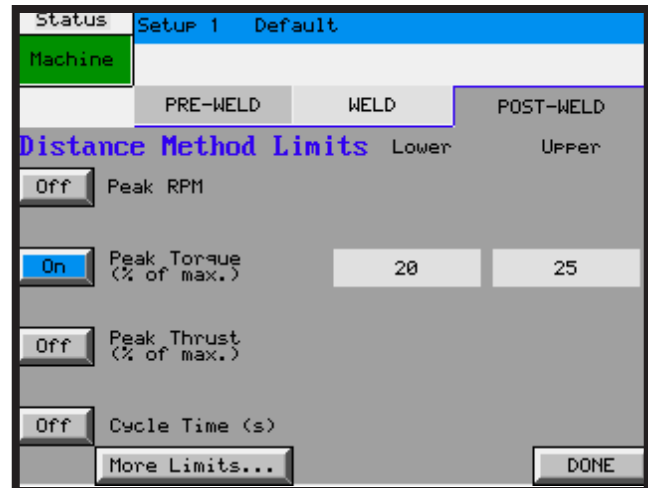 Status
Setup 1 Default
Machine
PRE-WELD WELD POST-WELD
Distance Method Limits Lower Upper
Off Peak RPM
On Peak Torque
(% of max.) 20 25
Off Peak Thrust
(% of max.)
Off Cycle Time (s)
More Limits... DONE